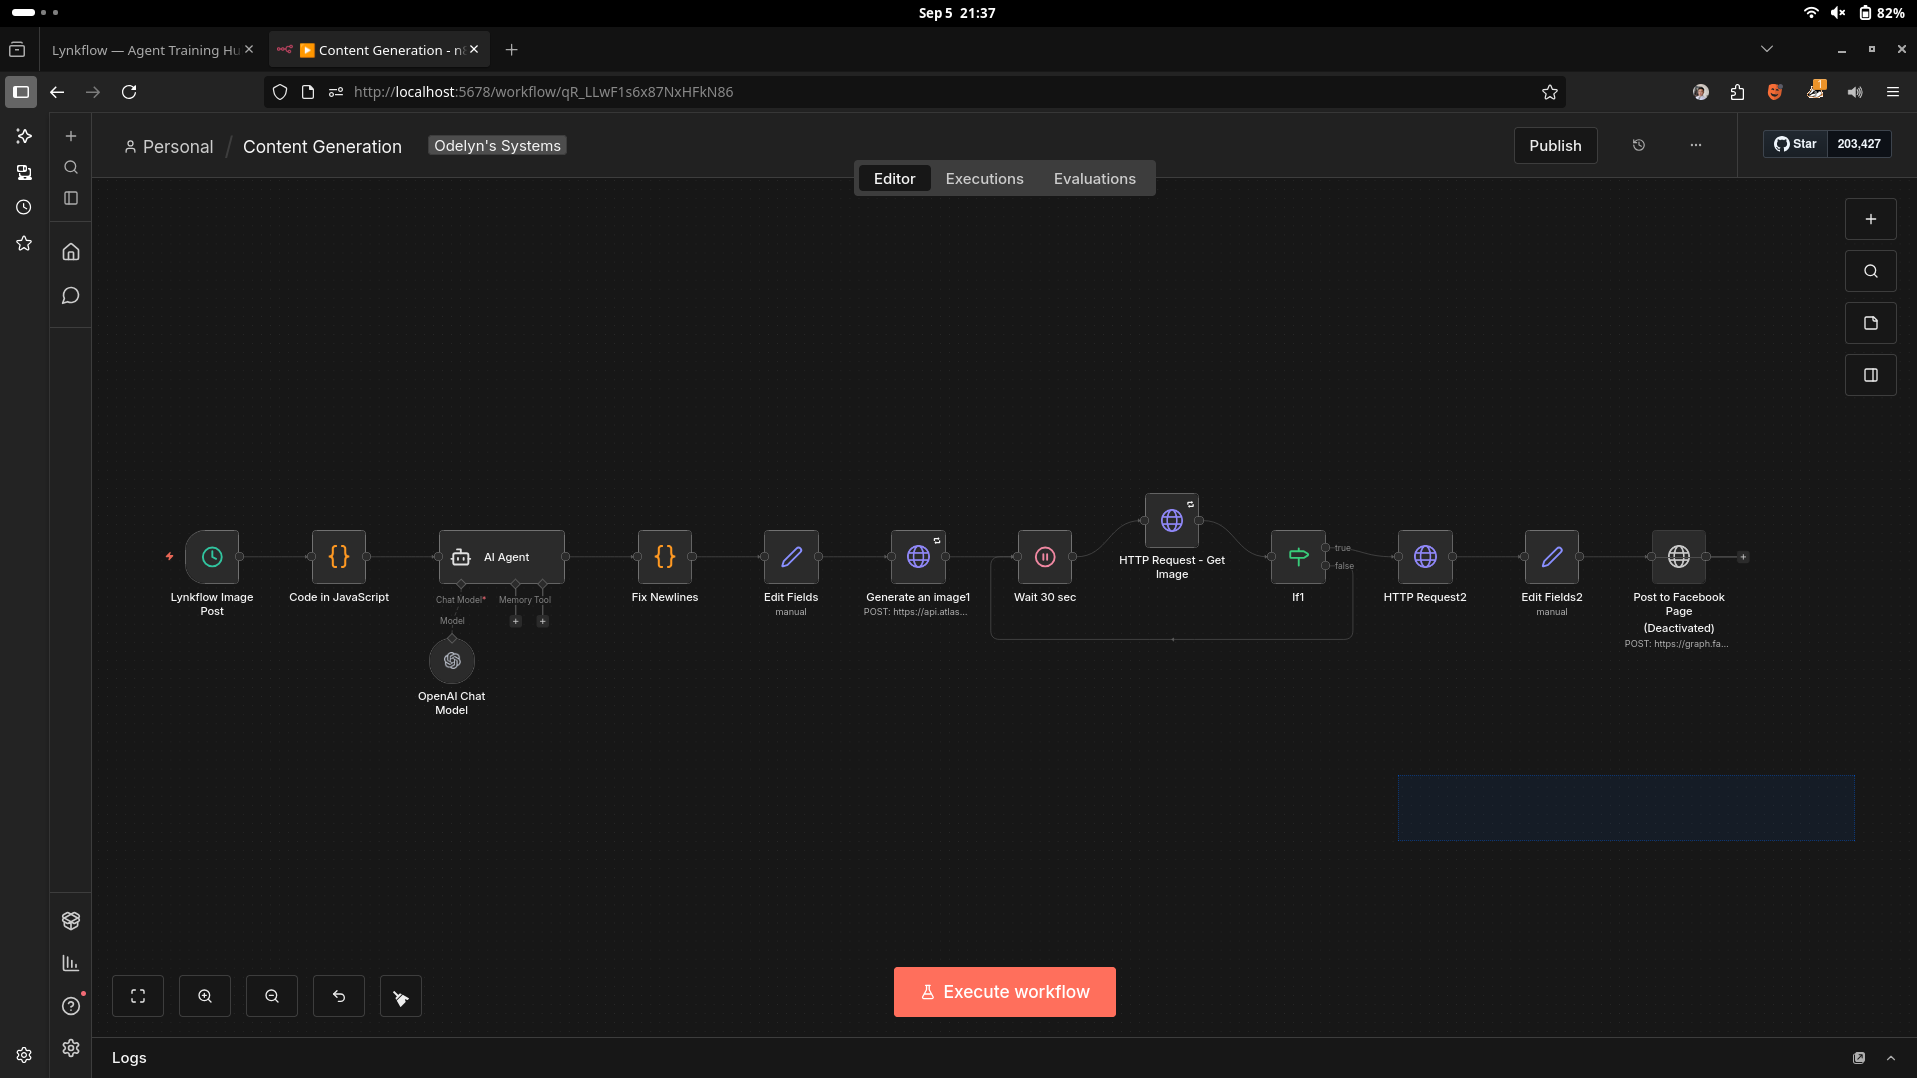 Sep 5 21:37
82%
Lynkflow — Agent Training Hu
Content Generation - n8
http://localhost:5678/workflow/qR_LLwF1s6x87NxHFkN86
1
Personal / Content Generation
Odelyn's Systems
Publish
Star
203,427
Editor
Executions
Evaluations
Lynkflow Image
Post
Code in JavaScript
AI Agent
Chat Model*
Memory
Tool
Model
OpenAI Chat
Model
Fix Newlines
Edit Fields
manual
Generate an image1
POST: https://api.atlas...
Wait 30 sec
HTTP Request - Get
Image
true
false
If1
HTTP Request2
Edit Fields2
manual
Post to Facebook
Page
(Deactivated)
POST: https://graph.fa...
Execute workflow
Logs